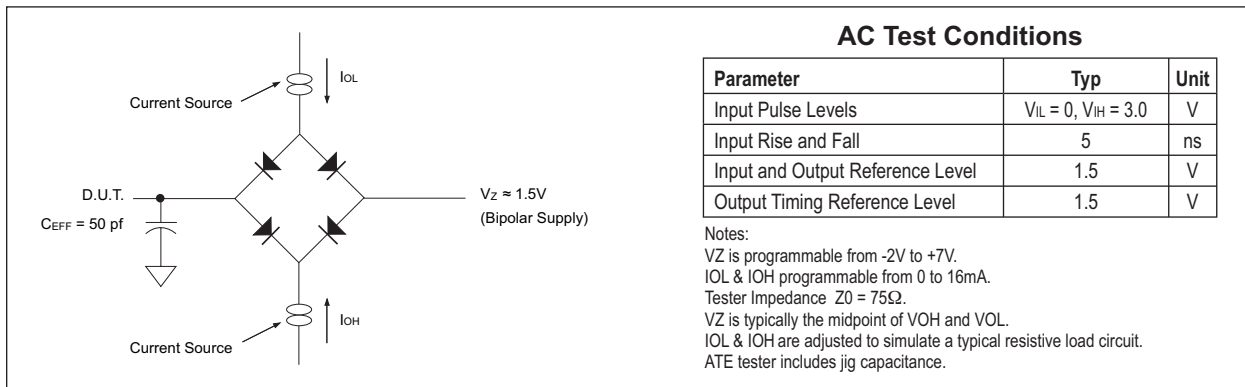 IOL
Current Source
D.U.T.
CEFF = 50 pf
VZ ≈ 1.5V
(Bipolar Supply)
IOH
Current Source
AC Test Conditions
Parameter Typ Unit
Input Pulse Levels VIL = 0, VIH = 3.0 V
Input Rise and Fall 5 ns
Input and Output Reference Level 1.5 V
Output Timing Reference Level 1.5 V
Notes:
VZ is programmable from -2V to +7V.
IOL & IOH programmable from 0 to 16mA.
Tester Impedance Z0 = 75Ω.
VZ is typically the midpoint of VOH and VOL.
IOL & IOH are adjusted to simulate a typical resistive load circuit.
ATE tester includes jig capacitance.